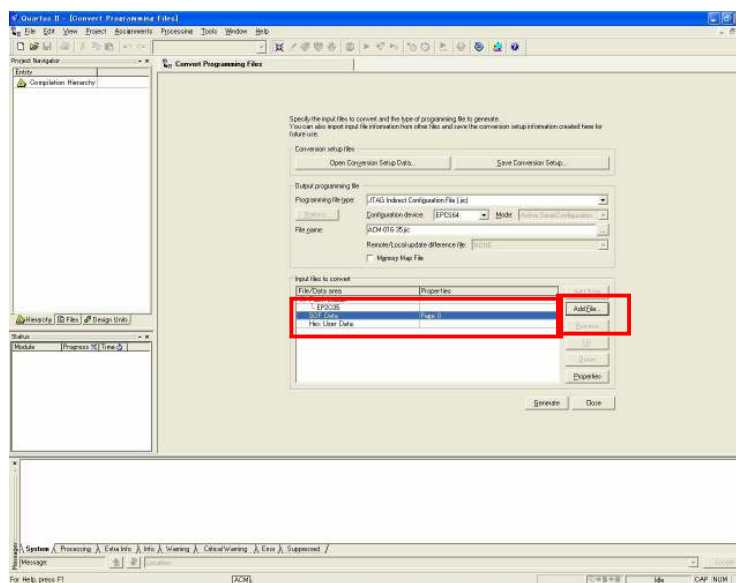 Quartus II - [Convert Programming Files]
File Edit View Project Assignments Processing Tools Window Help
Project Navigator
Entity
Compilation Hierarchy
Hierarchy Files Design Units
Status
Module Progress % Time
Convert Programming Files
Specify the input files to convert and the type of programming file to generate.
You can also import input file information from other files and save the conversion setup information created here for
future use.
Conversion setup files
Open Conversion Setup Data... Save Conversion Setup...
Output programming file
Programming file type: JTAG Indirect Configuration File (.jic)
Options... Configuration device: EPCS64 Mode: Active Serial Configuration
File name: ACM-016-35.jic ...
Remote/Local update difference file: NONE
Memory Map File
Input files to convert
File/Data area Properties
Flash Loader
EP2C35
SOF Data Page_0
Hex User Data
Add File...
Remove
Up
Down
Properties
Generate Close
System Processing Extra Info Info Warning Critical Warning Error Suppressed
Messages
Message: Location: Locate
For Help, press F1 [ACM] Idle CAP NUM